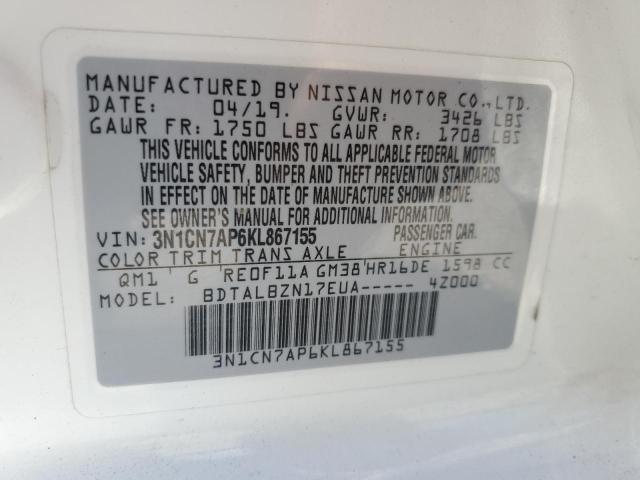 MANUFACTURED BY NISSAN MOTOR CO., LTD.
DATE: 04/19. GVWR: 3426 LBS
GAWR FR: 1750 LBS GAWR RR: 1708 LBS
THIS VEHICLE CONFORMS TO ALL APPLICABLE FEDERAL MOTOR
VEHICLE SAFETY, BUMPER AND THEFT PREVENTION STANDARDS
IN EFFECT ON THE DATE OF MANUFACTURE SHOWN ABOVE.
SEE OWNER'S MANUAL FOR ADDITIONAL INFORMATION.
VIN: 3N1CN7AP6KL867155 PASSENGER CAR.
COLOR TRIM TRANS AXLE ENGINE
QM1 ' G ' RE0F11A GM38'HR16DE 1598 CC
MODEL: BDTALBZN17EUA----- 4Z000
3N1CN7AP6KL867155